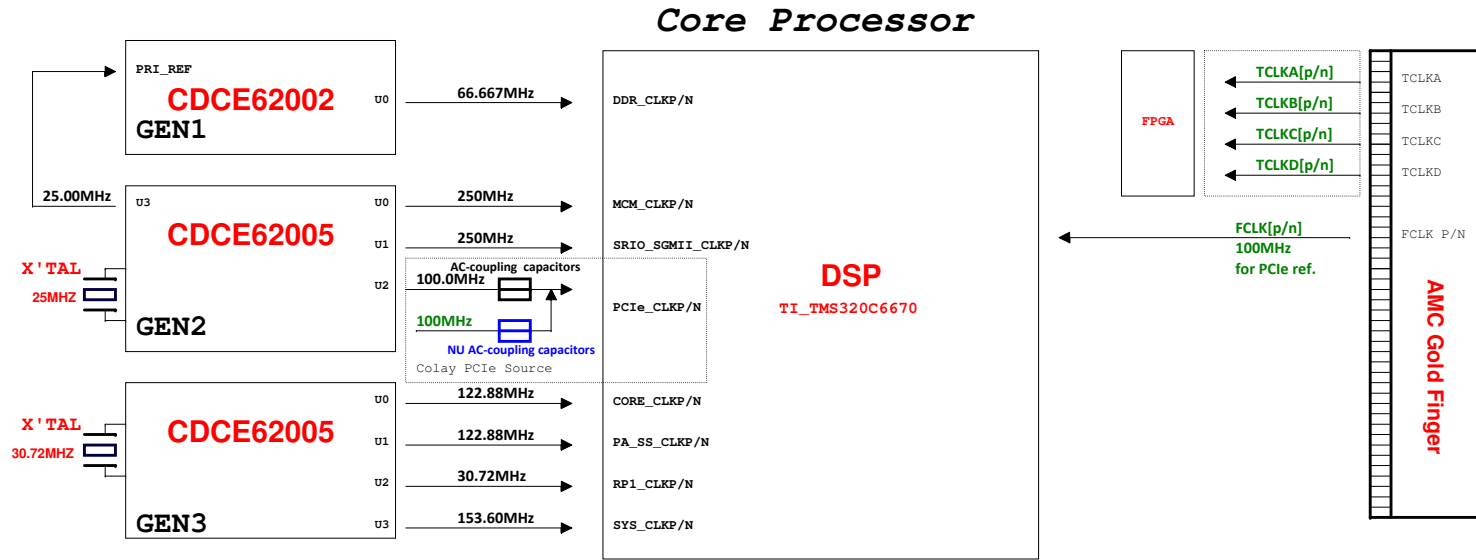 Core Processor
PRI_REF
CDCE62002
U0
GEN1
66.667MHz
DDR_CLKP/N
25.00MHz
U3
U0
CDCE62005
U1
U2
GEN2
X'TAL
25MHZ
250MHz
MCM_CLKP/N
250MHz
SRIO_SGMII_CLKP/N
AC-coupling capacitors
100.0MHz
PCIe_CLKP/N
100MHz
NU AC-coupling capacitors
Colay PCIe Source
X'TAL
30.72MHZ
U0
CDCE62005
U1
U2
GEN3
U3
122.88MHz
CORE_CLKP/N
122.88MHz
PA_SS_CLKP/N
30.72MHz
RP1_CLKP/N
153.60MHz
SYS_CLKP/N
DSP
TI_TMS320C6670
FPGA
TCLKA[p/n]
TCLKB[p/n]
TCLKC[p/n]
TCLKD[p/n]
FCLK[p/n]
100MHz
for PCIe ref.
TCLKA
TCLKB
TCLKC
TCLKD
FCLK P/N
AMC Gold Finger